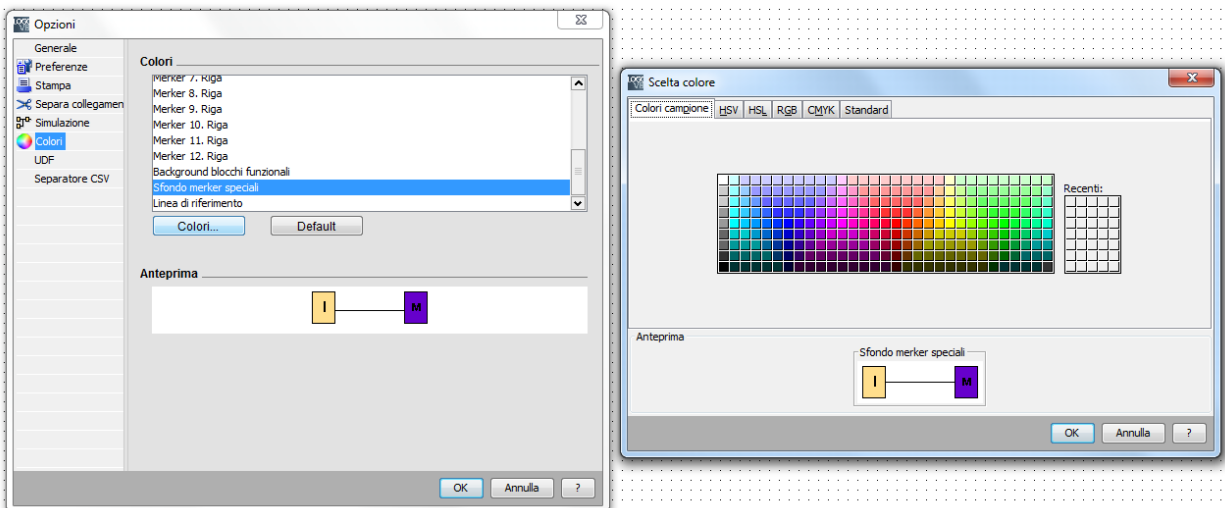 Opzioni
Generale
Preferenze
Stampa
Separa collegamen
Simulazione
Colori
UDF
Separatore CSV
Colori
Merker 7. Riga
Merker 8. Riga
Merker 9. Riga
Merker 10. Riga
Merker 11. Riga
Merker 12. Riga
Background blocchi funzionali
Sfondo merker speciali
Linea di riferimento
Colori... Default
Anteprima
I M
OK Annulla ?
Scelta colore
Colori campione HSV HSL RGB CMYK Standard
Recenti:
Anteprima
Sfondo merker speciali
I M
OK Annulla ?